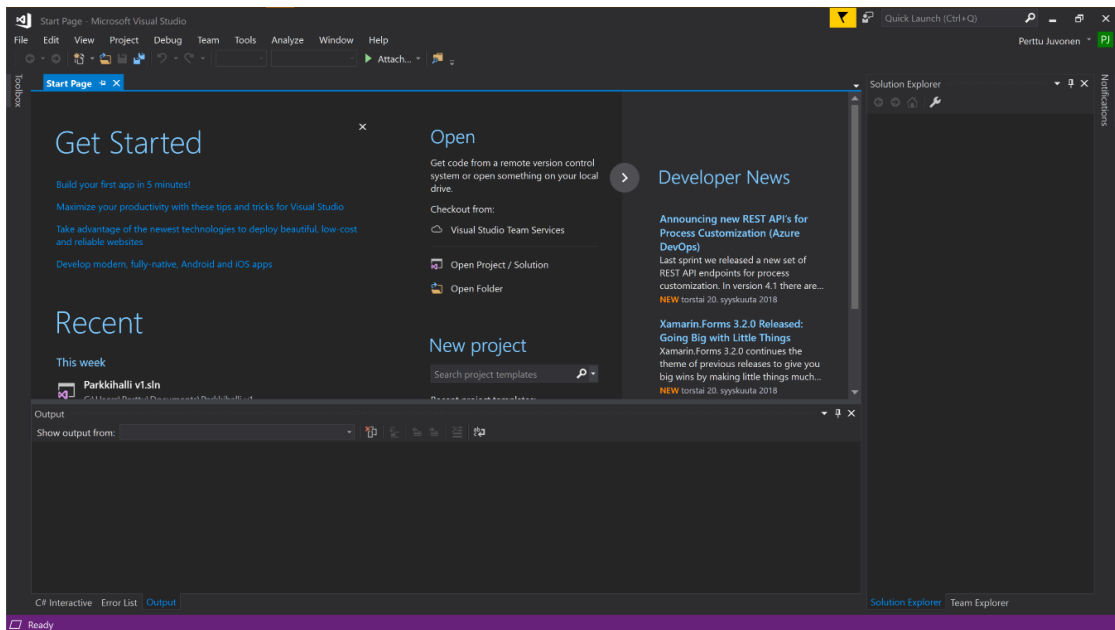 Start Page - Microsoft Visual Studio
Quick Launch (Ctrl+Q)
File Edit View Project Debug Team Tools Analyze Window Help
Perttu Juvonen PJ
Attach...
Toolbox
Start Page
Get Started
Build your first app in 5 minutes!
Maximize your productivity with these tips and tricks for Visual Studio
Take advantage of the newest technologies to deploy beautiful, low-cost
and reliable websites
Develop modern, fully-native, Android and iOS apps
Recent
This week
Parkkihalli v1.sln
C:\Users\Perttu\Documents\Parkkihalli v1
Open
Get code from a remote version control
system or open something on your local
drive.
Checkout from:
Visual Studio Team Services
Open Project / Solution
Open Folder
New project
Search project templates
Recent project templates:
Developer News
Announcing new REST API's for
Process Customization (Azure
DevOps)
Last sprint we released a new set of
REST API endpoints for process
customization. In version 4.1 there are...
NEW torstai 20. syyskuuta 2018
Xamarin.Forms 3.2.0 Released:
Going Big with Little Things
Xamarin.Forms 3.2.0 continues the
theme of previous releases to give you
big wins by making little things much...
NEW torstai 20. syyskuuta 2018
Solution Explorer
Notifications
Output
Show output from:
C# Interactive Error List Output
Solution Explorer Team Explorer
Ready